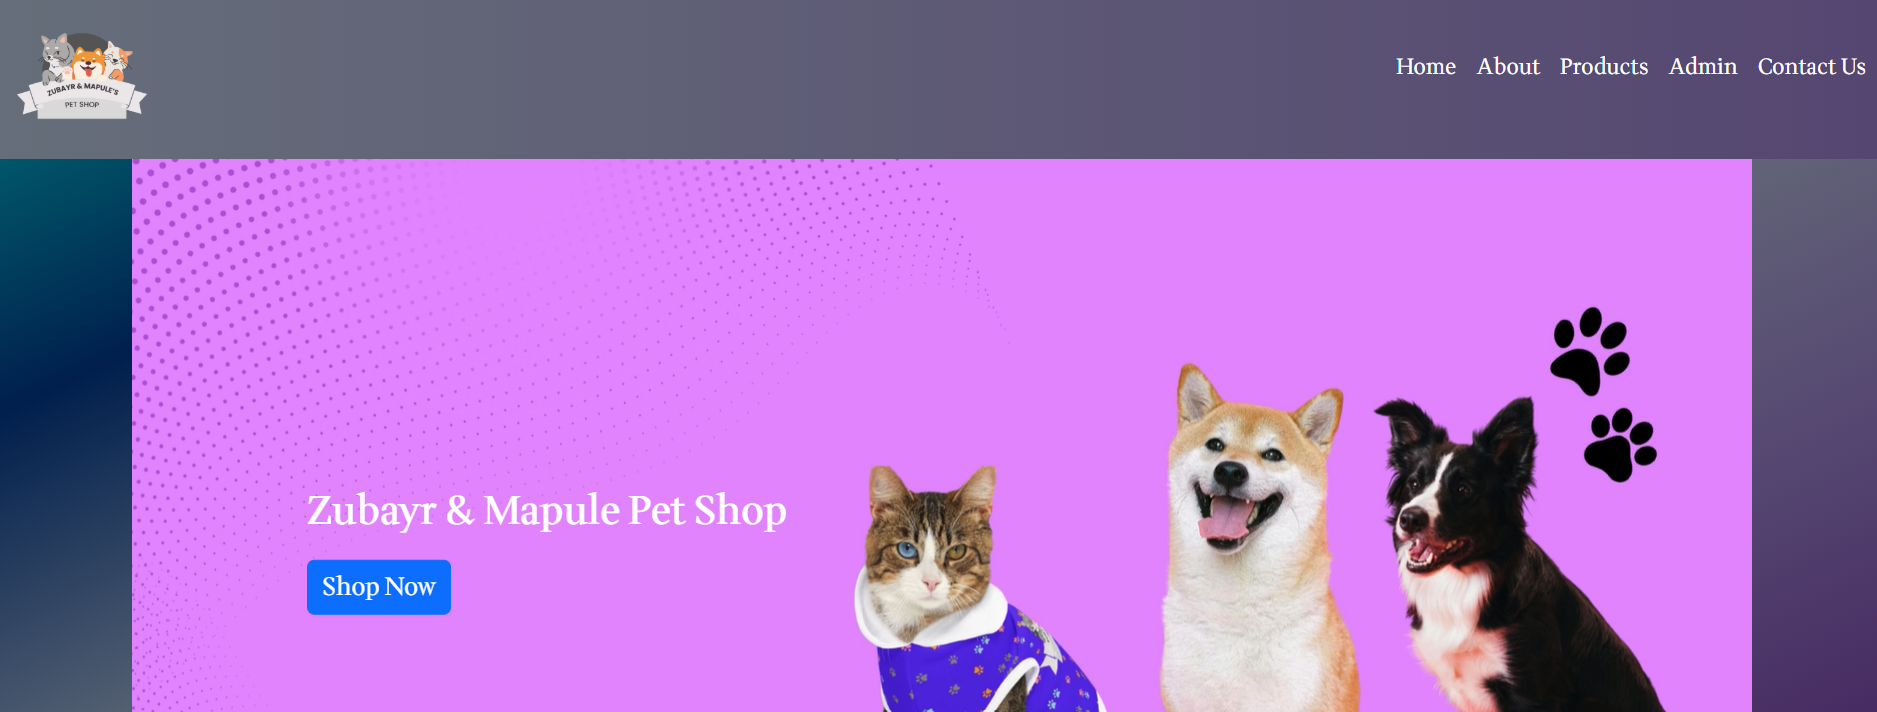 ZUBAYR & MAPULE'S
PET SHOP
Home About Products Admin Contact Us
Zubayr & Mapule Pet Shop
Shop Now